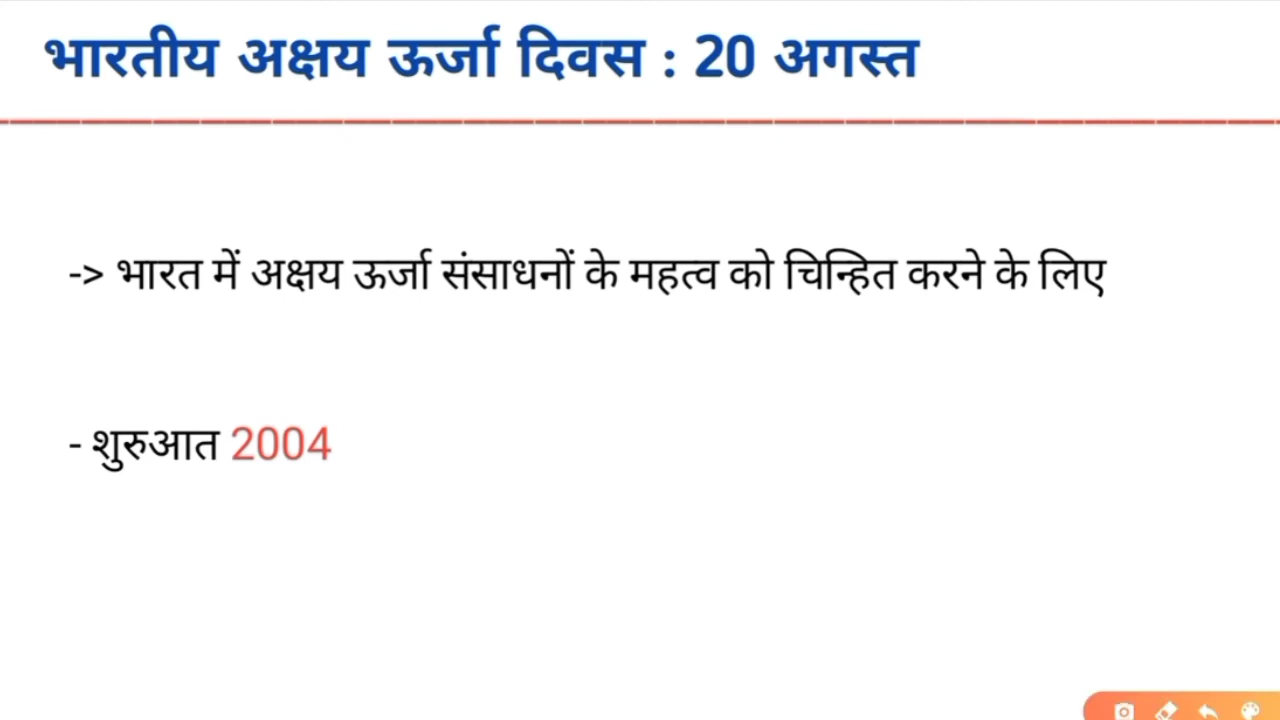 भारतीय अक्षय ऊर्जा दिवस : 20 अगस्त
-> भारत में अक्षय ऊर्जा संसाधनों के महत्व को चिन्हित करने के लिए
- शुरुआत 2004